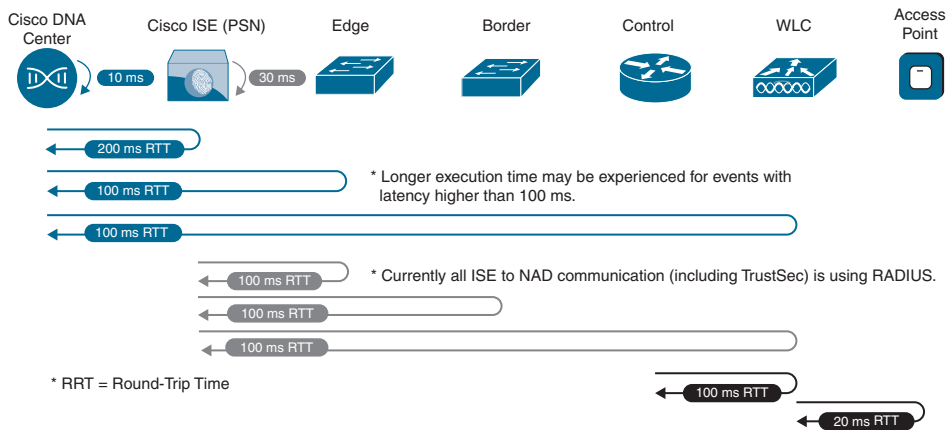 Cisco DNA
Center
Cisco ISE (PSN)
Edge
Border
Control
WLC
Access
Point
10 ms
30 ms
200 ms RTT
100 ms RTT
* Longer execution time may be experienced for events with
latency higher than 100 ms.
100 ms RTT
100 ms RTT
* Currently all ISE to NAD communication (including TrustSec) is using RADIUS.
100 ms RTT
100 ms RTT
* RRT = Round-Trip Time
100 ms RTT
20 ms RTT